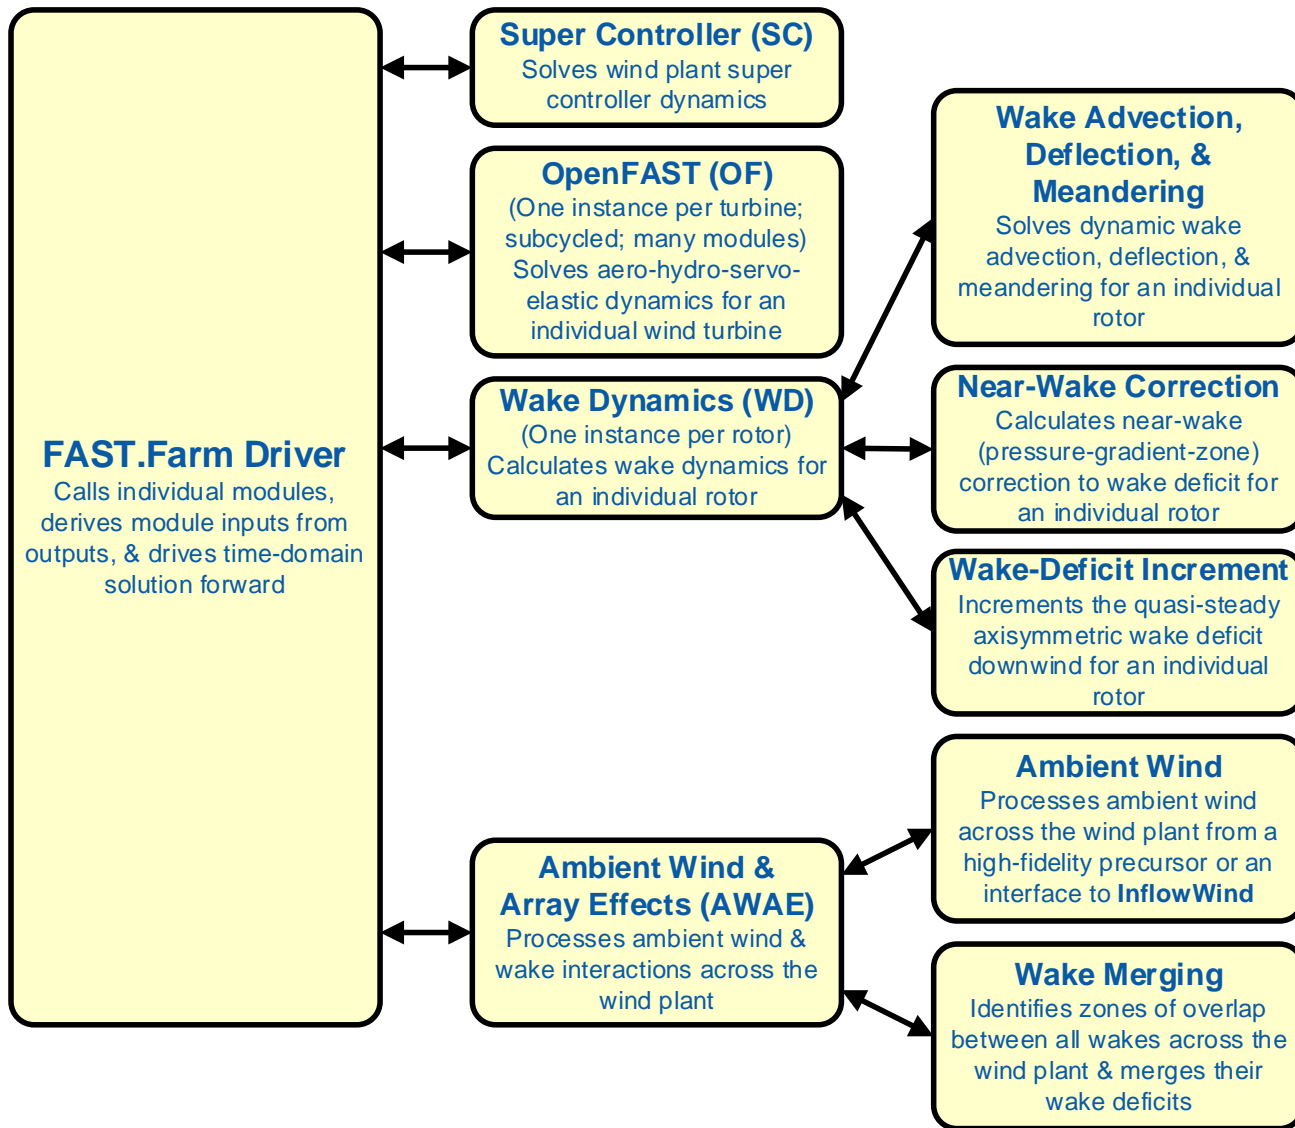 FAST.Farm Driver
Calls individual modules,
derives module inputs from
outputs, & drives time-domain
solution forward
Super Controller (SC)
Solves wind plant super
controller dynamics
OpenFAST (OF)
(One instance per turbine;
subcycled; many modules)
Solves aero-hydro-servo-
elastic dynamics for an
individual wind turbine
Wake Dynamics (WD)
(One instance per rotor)
Calculates wake dynamics for
an individual rotor
Ambient Wind &
Array Effects (AWAE)
Processes ambient wind &
wake interactions across the
wind plant
Wake Advection,
Deflection, &
Meandering
Solves dynamic wake
advection, deflection, &
meandering for an individual
rotor
Near-Wake Correction
Calculates near-wake
(pressure-gradient-zone)
correction to wake deficit for
an individual rotor
Wake-Deficit Increment
Increments the quasi-steady
axisymmetric wake deficit
downwind for an individual
rotor
Ambient Wind
Processes ambient wind
across the wind plant from a
high-fidelity precursor or an
interface to InflowWind
Wake Merging
Identifies zones of overlap
between all wakes across the
wind plant & merges their
wake deficits